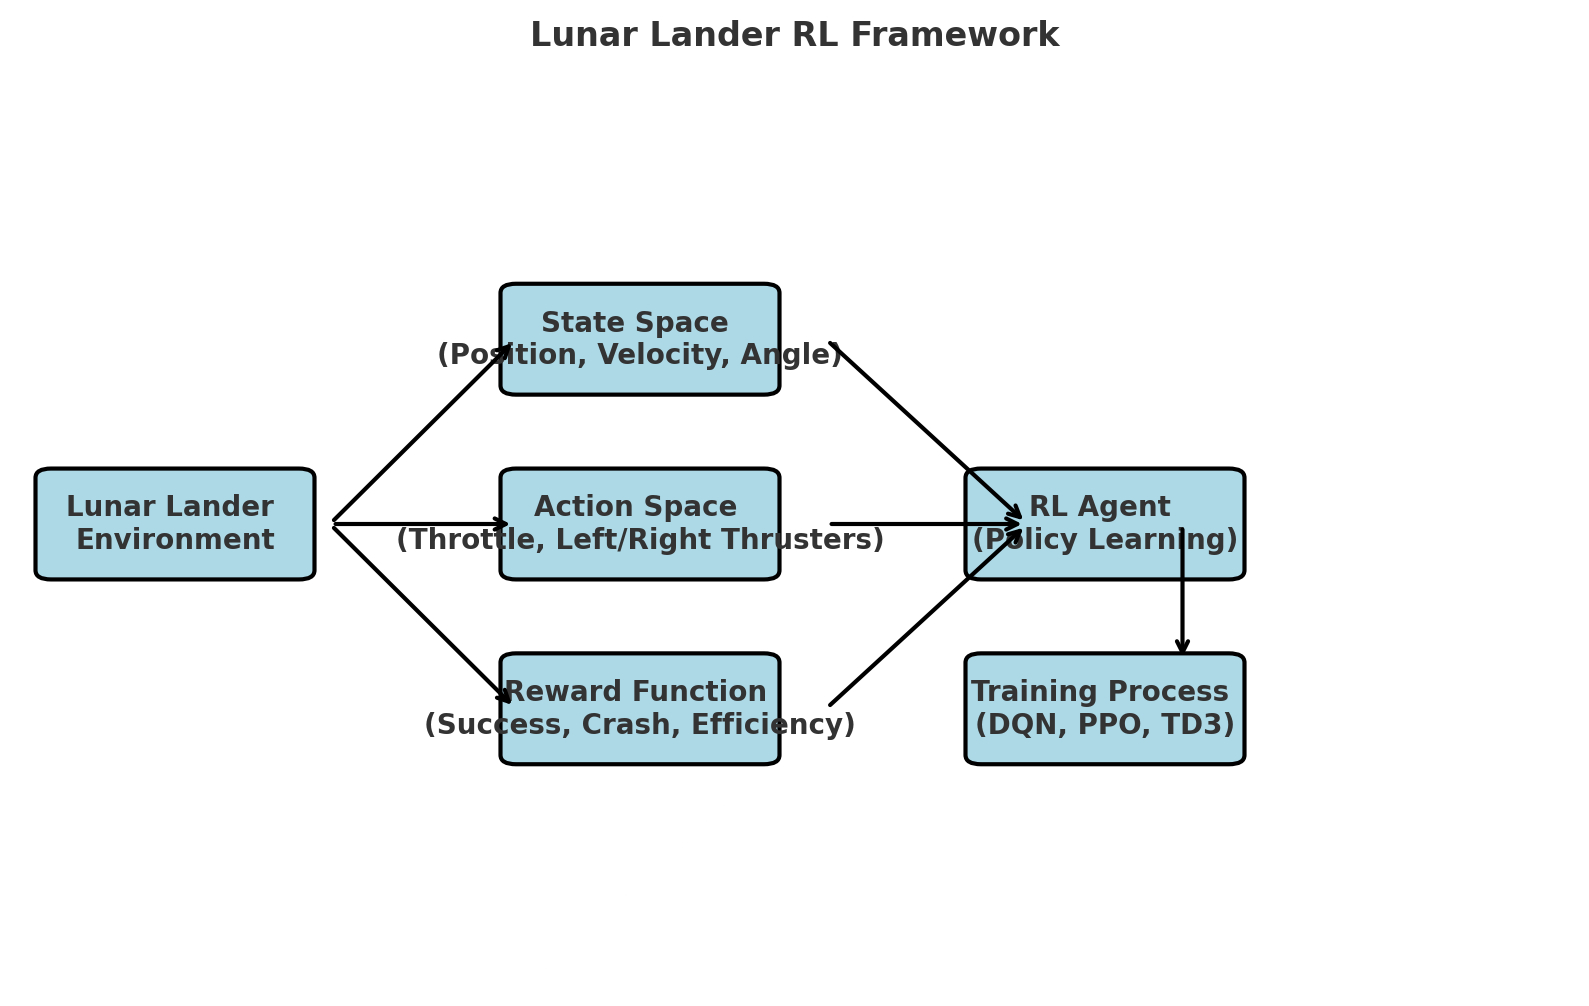 Lunar Lander RL Framework
State Space
(Position, Velocity, Angle)
Lunar Lander
Environment
Action Space
(Throttle, Left/Right Thrusters)
RL Agent
(Policy Learning)
Reward Function
(Success, Crash, Efficiency)
Training Process
(DQN, PPO, TD3)